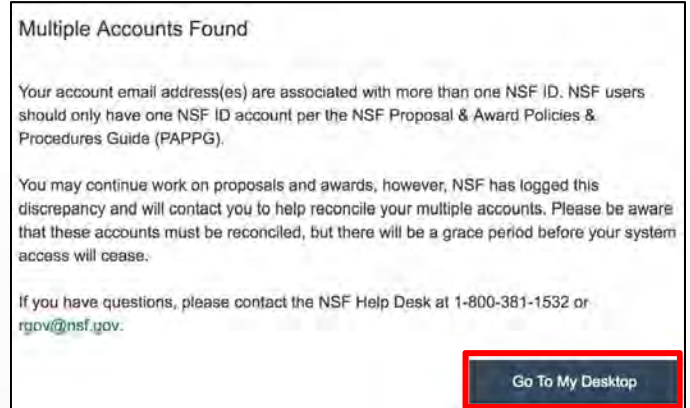 Multiple Accounts Found
Your account email address(es) are associated with more than one NSF ID. NSF users
should only have one NSF ID account per the NSF Proposal & Award Policies &
Procedures Guide (PAPPG).
You may continue work on proposals and awards, however, NSF has logged this
discrepancy and will contact you to help reconcile your multiple accounts. Please be aware
that these accounts must be reconciled, but there will be a grace period before your system
access will cease.
If you have questions, please contact the NSF Help Desk at 1-800-381-1532 or
rgov@nsf.gov.
Go To My Desktop